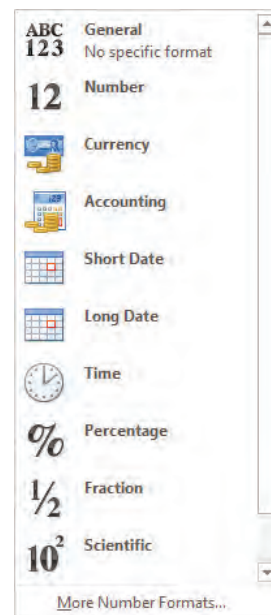 ABC
123
General
No specific format
12
Number
Currency
Accounting
Short Date
Long Date
Time
%
Percentage
1/2
Fraction
10²
Scientific
More Number Formats...